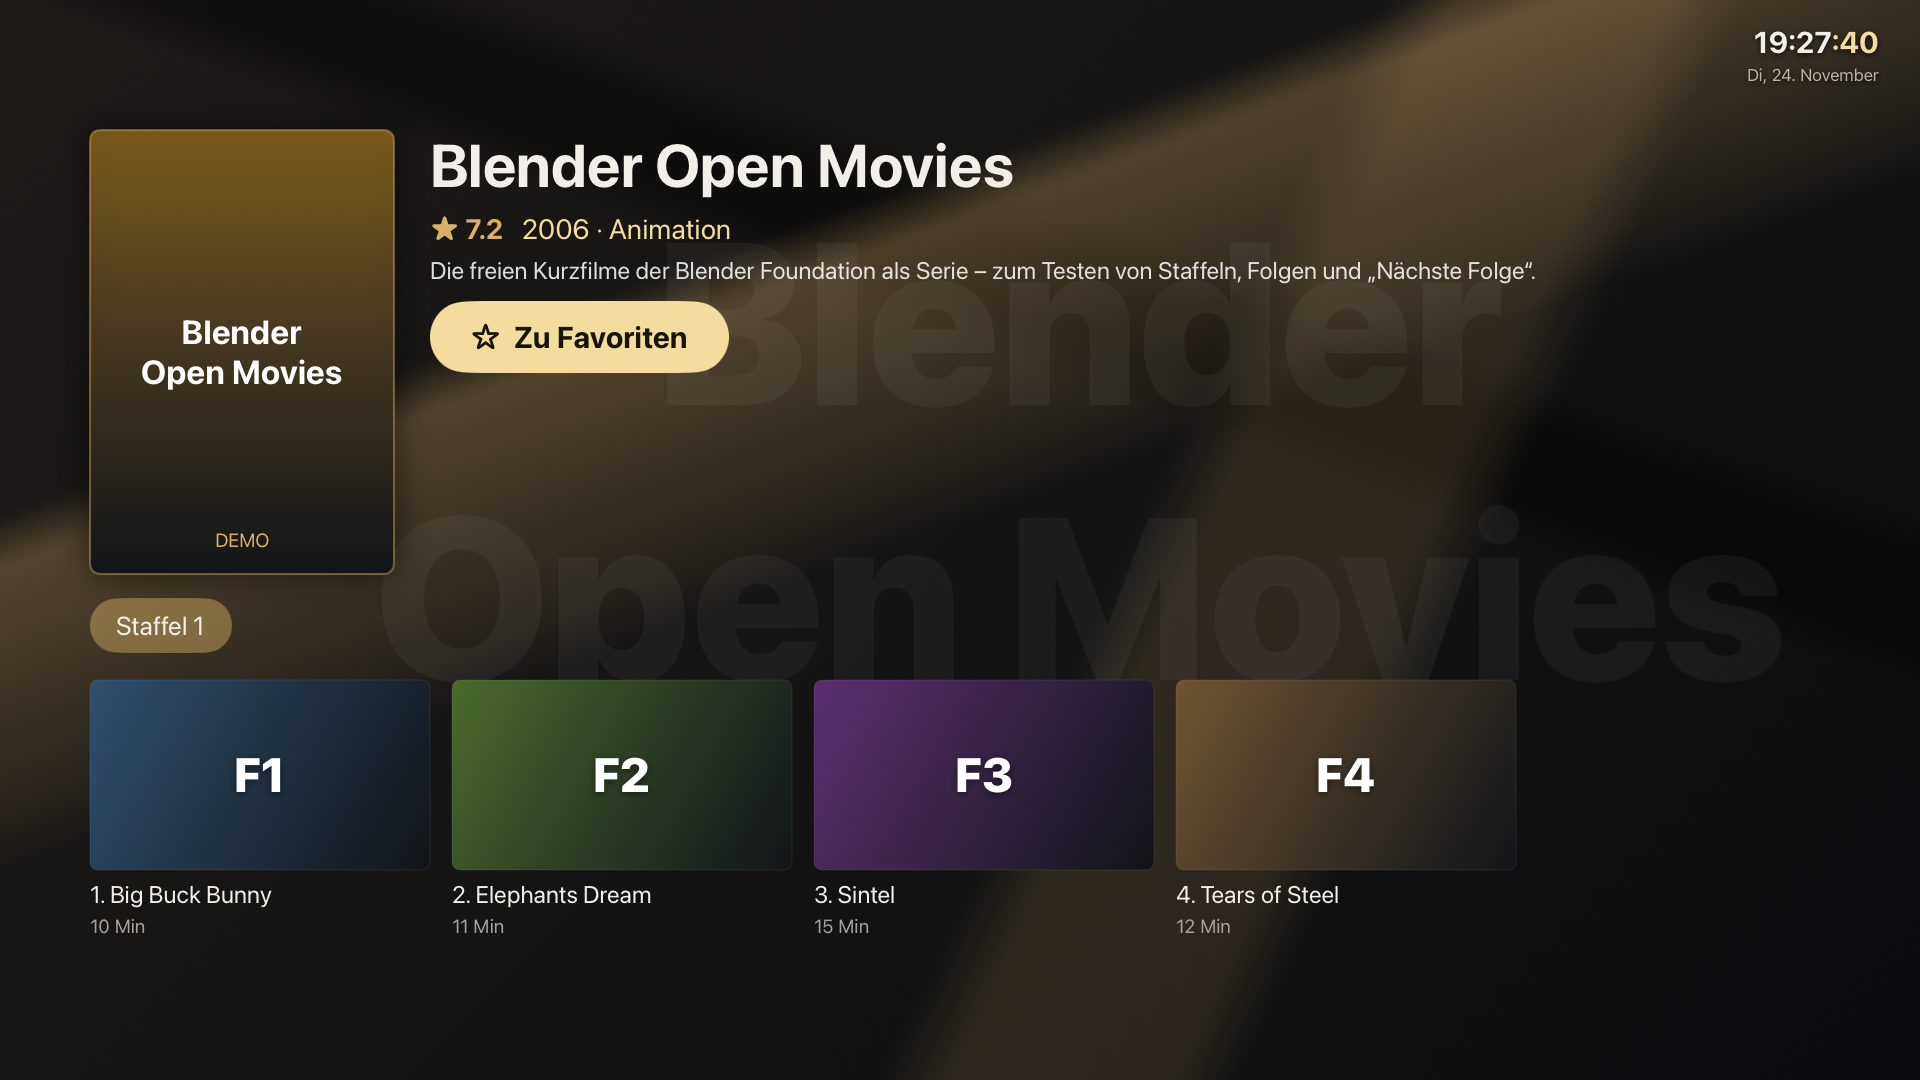 19:27:40
Di, 24. November
Blender Open Movies
7.2 2006 · Animation
Die freien Kurzfilme der Blender Foundation als Serie – zum Testen von Staffeln, Folgen und „Nächste Folge“.
Zu Favoriten
Blender
Open Movies
DEMO
Blender
Open Movies
Staffel 1
F1
F2
F3
F4
1. Big Buck Bunny
10 Min
2. Elephants Dream
11 Min
3. Sintel
15 Min
4. Tears of Steel
12 Min